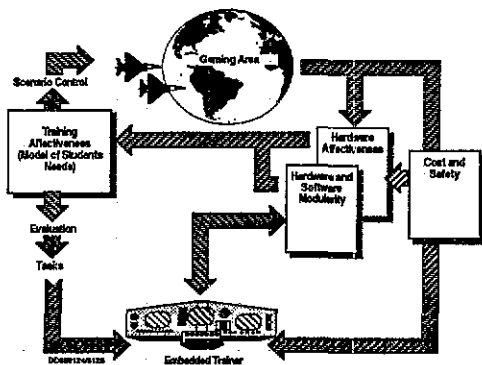 Gaming Area
Scenario Control
Training
Affectiveness
(Model of Students
Needs)
Hardware
Affectiveness
Hardware and
Software
Modularity
Cost and
Safety
Evaluation
Tasks
Embedded Trainer